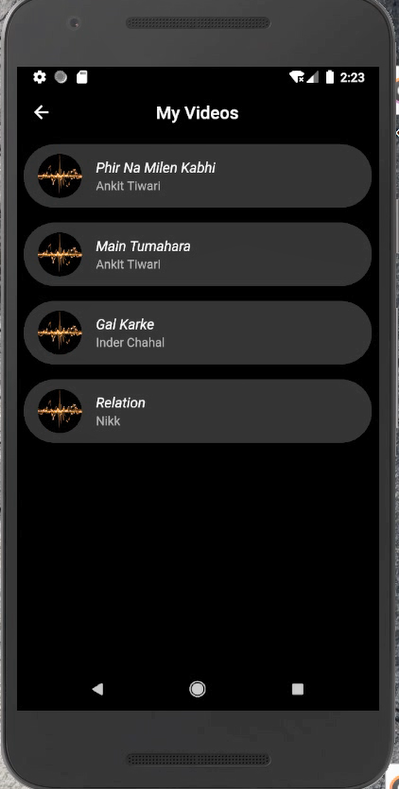 2:23
My Videos
Phir Na Milen Kabhi
Ankit Tiwari
Main Tumahara
Ankit Tiwari
Gal Karke
Inder Chahal
Relation
Nikk